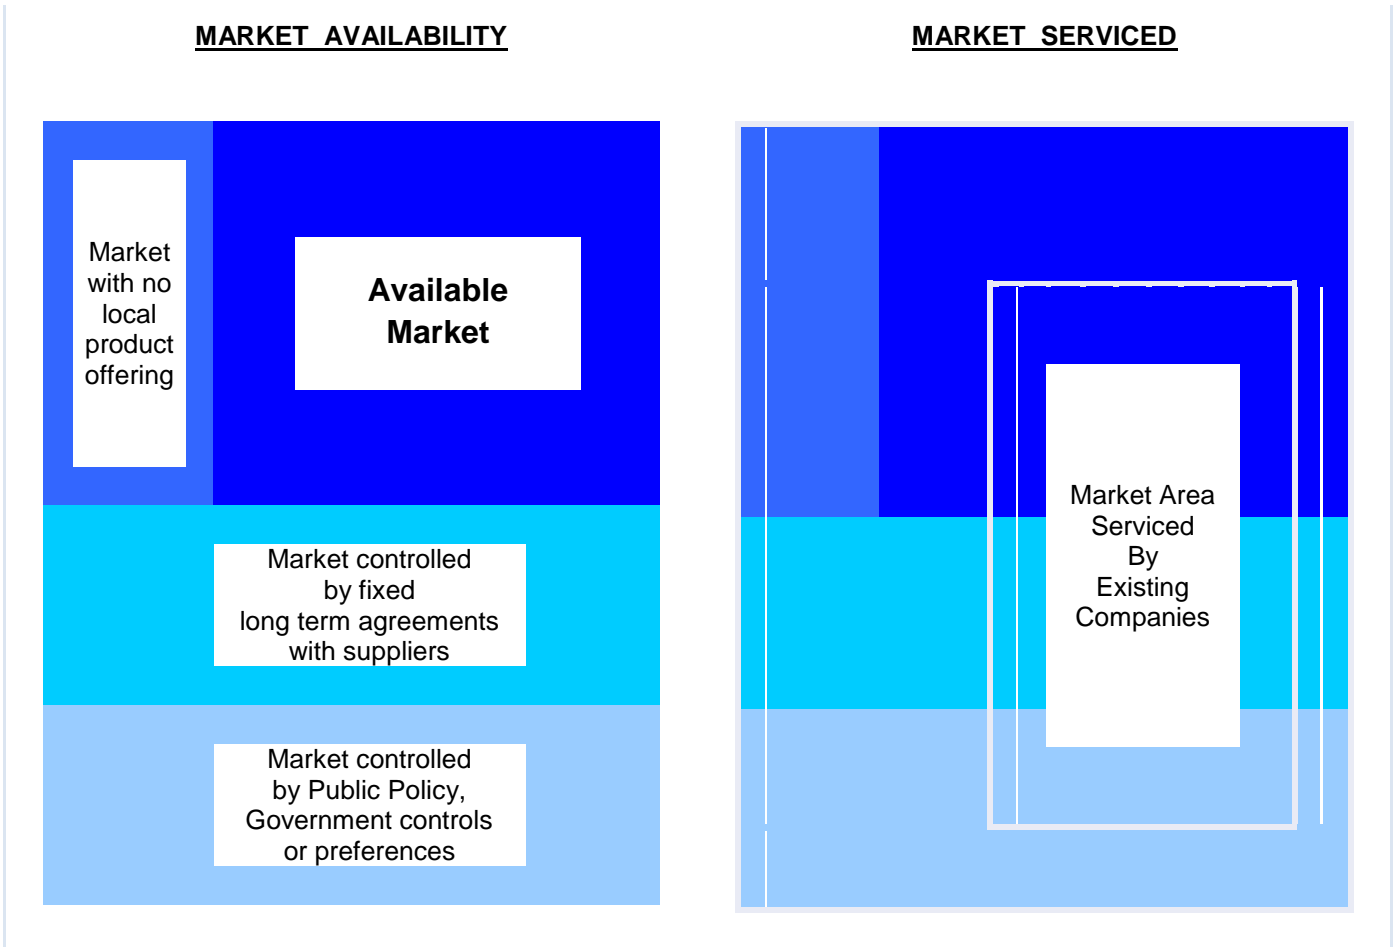 MARKET AVAILABILITY
MARKET SERVICED
Market
with no
local
product
offering
Available
Market
Market controlled
by fixed
long term agreements
with suppliers
Market controlled
by Public Policy,
Government controls
or preferences
Market Area
Serviced
By
Existing
Companies